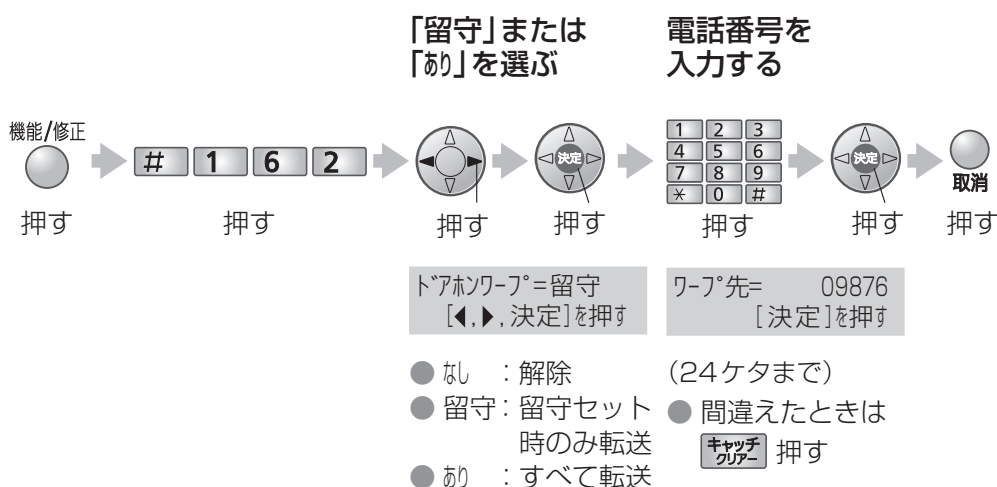 「留守」または
「あり」を選ぶ
電話番号を
入力する
機能/修正
# 1 6 2
決定
1 2 3
4 5 6
7 8 9
* 0 #
決定
取消
押す
押す
押す
押す
押す
押す
押す
ドアホンワープ=留守
[◀,▶,決定]を押す
ワープ先= 09876
[決定]を押す
● なし :解除
● 留守:留守セット
時のみ転送
● あり :すべて転送
(24ケタまで)
● 間違えたときは
キャッチ
クリアー 押す